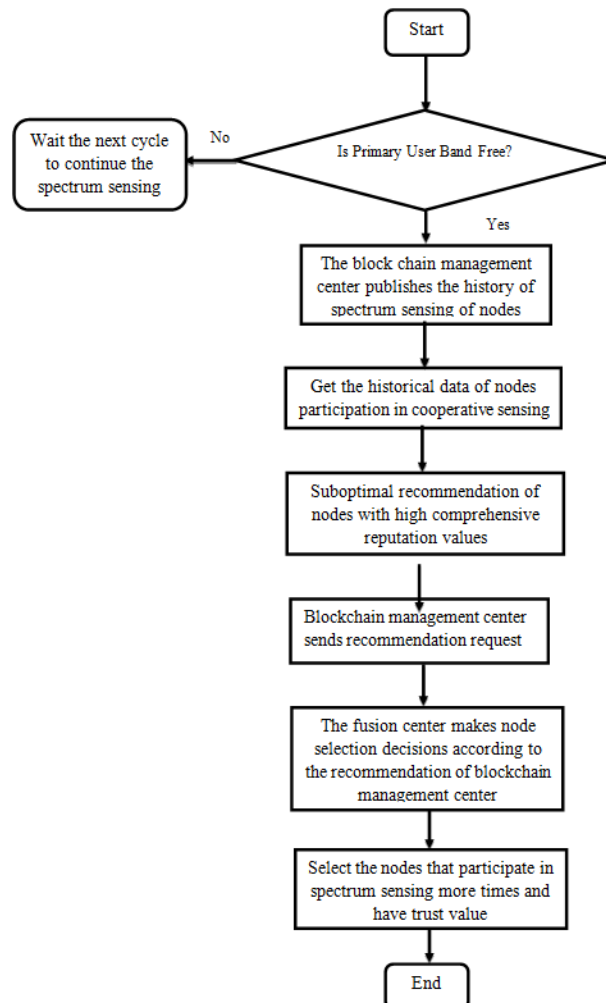 Start
Is Primary User Band Free?
No
Wait the next cycle
to continue the
spectrum sensing
Yes
The block chain management
center publishes the history of
spectrum sensing of nodes
Get the historical data of nodes
participation in cooperative sensing
Suboptimal recommendation of
nodes with high comprehensive
reputation values
Blockchain management center
sends recommendation request
The fusion center makes node
selection decisions according to
the recommendation of blockchain
management center
Select the nodes that participate in
spectrum sensing more times and
have trust value
End